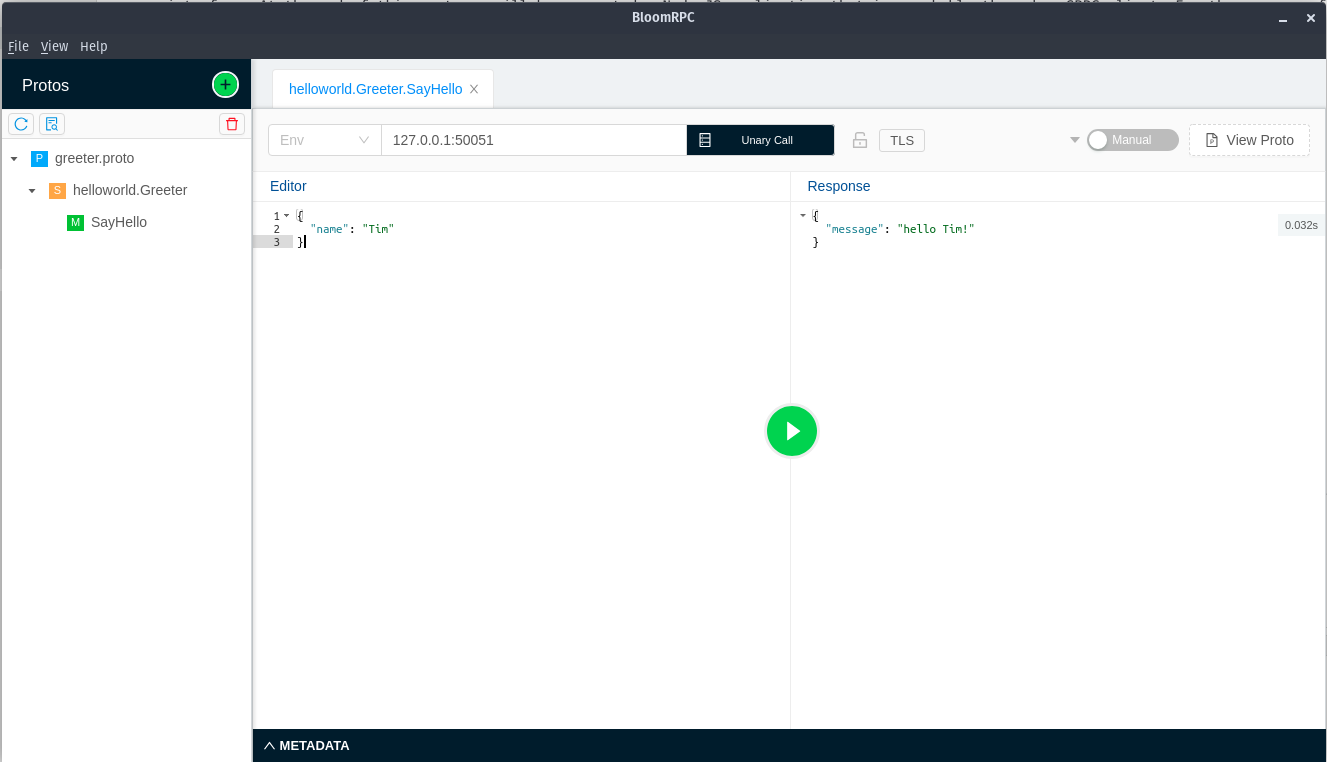 BloomRPC
File View Help
Protos
helloworld.Greeter.SayHello
Env 127.0.0.1:50051 Unary Call TLS Manual View Proto
P greeter.proto
S helloworld.Greeter
M SayHello
Editor
1 {
2 "name": "Tim"
3 }
Response
{
"message": "hello Tim!"
}
0.032s
METADATA